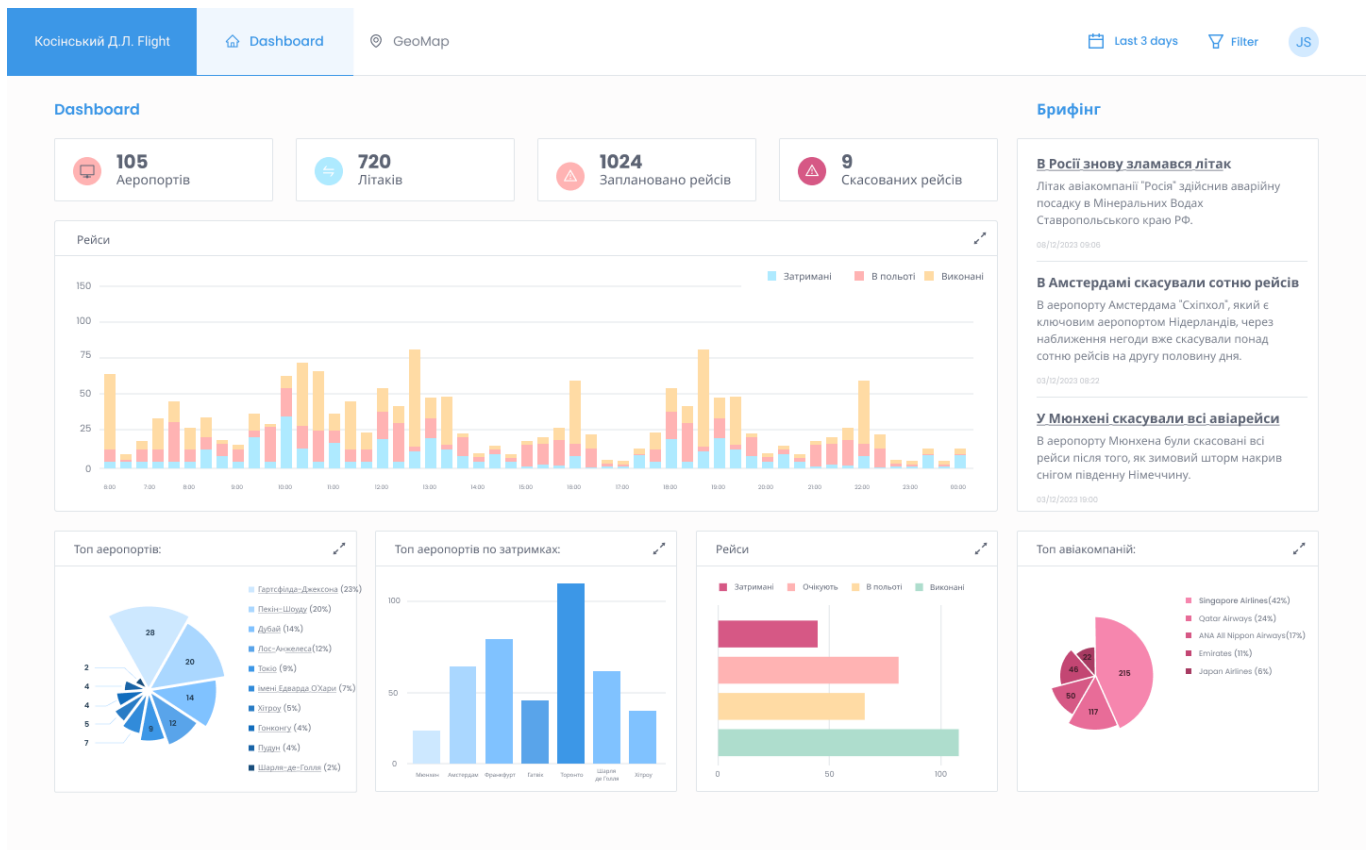 Косінський Д.Л. Flight
Dashboard
GeoMap
Last 3 days
Filter
JS
Dashboard
Брифінг
105
Аеропортів
720
Літаків
1024
Заплановано рейсів
9
Скасованих рейсів
Рейси
Затримані
В польоті
Виконані
150
100
75
50
25
0
6:00 7:00 8:00 9:00 10:00 11:00 12:00 13:00 14:00 15:00 16:00 17:00 18:00 19:00 20:00 21:00 22:00 23:00 00:00
В Росії знову зламався літак
Літак авіакомпанії "Росія" здійснив аварійну
посадку в Мінеральних Водах
Ставропольського краю РФ.
08/12/2023 09:06
В Амстердамі скасували сотню рейсів
В аеропорту Амстердама "Схіпхол", який є
ключовим аеропортом Нідерландів, через
наближення негоди вже скасували понад
сотню рейсів на другу половину дня.
03/12/2023 08:22
У Мюнхені скасували всі авіарейси
В аеропорту Мюнхена були скасовані всі
рейси після того, як зимовий шторм накрив
снігом південну Німеччину.
03/12/2023 19:00
Топ аеропортів:
28
20
14
12
9
7
5
4
4
2
Гартсфілда-Джексона (23%)
Пекін-Шоуду (20%)
Дубай (14%)
Лос-Анжелеса(12%)
Токіо (9%)
імені Едварда О'Хари (7%)
Хітроу (5%)
Гонконгу (4%)
Пудун (4%)
Шарля-де-Голля (2%)
Топ аеропортів по затримках:
100
50
0
Мюнхен Амстердам Франкфурт Гатвік Торонто Шарля де Голля Хітроу
Рейси
Затримані
Очікують
В польоті
Виконані
0 50 100
Топ авіакомпаній:
215
117
50
46
22
Singapore Airlines(42%)
Qatar Airways (24%)
ANA All Nippon Airways(17%)
Emirates (11%)
Japan Airlines (6%)